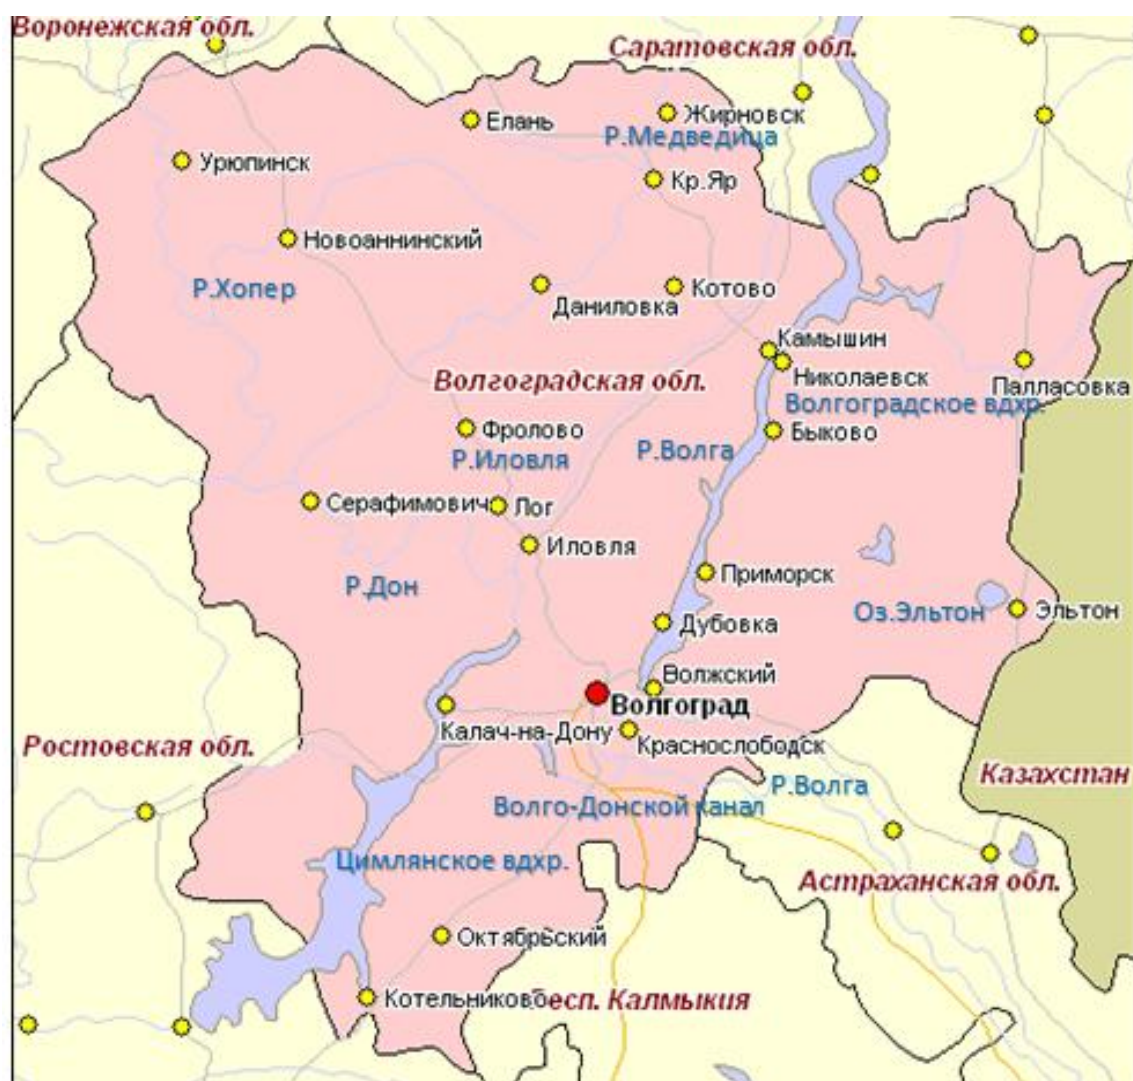 Воронежская обл.
Саратовская обл.
Елань
Жирновск
Р.Медведица
Урюпинск
Кр.Яр
Новоаннинский
Р.Хопер
Котово
Даниловка
Камышин
Николаевск
Волгоградская обл.
Палласовка
Волгоградское вдхр.
Фролово
Быково
Р.Волга
Р.Иловля
Серафимович
Лог
Иловля
Приморск
Р.Дон
Оз.Эльтон
Эльтон
Дубовка
Волжский
Волгоград
Калач-на-Дону
Краснослободск
Ростовская обл.
Казахстан
Р.Волга
Волго-Донской канал
Цимлянское вдхр.
Астраханская обл.
Октябрьский
Котельниково
есп. Калмыкия